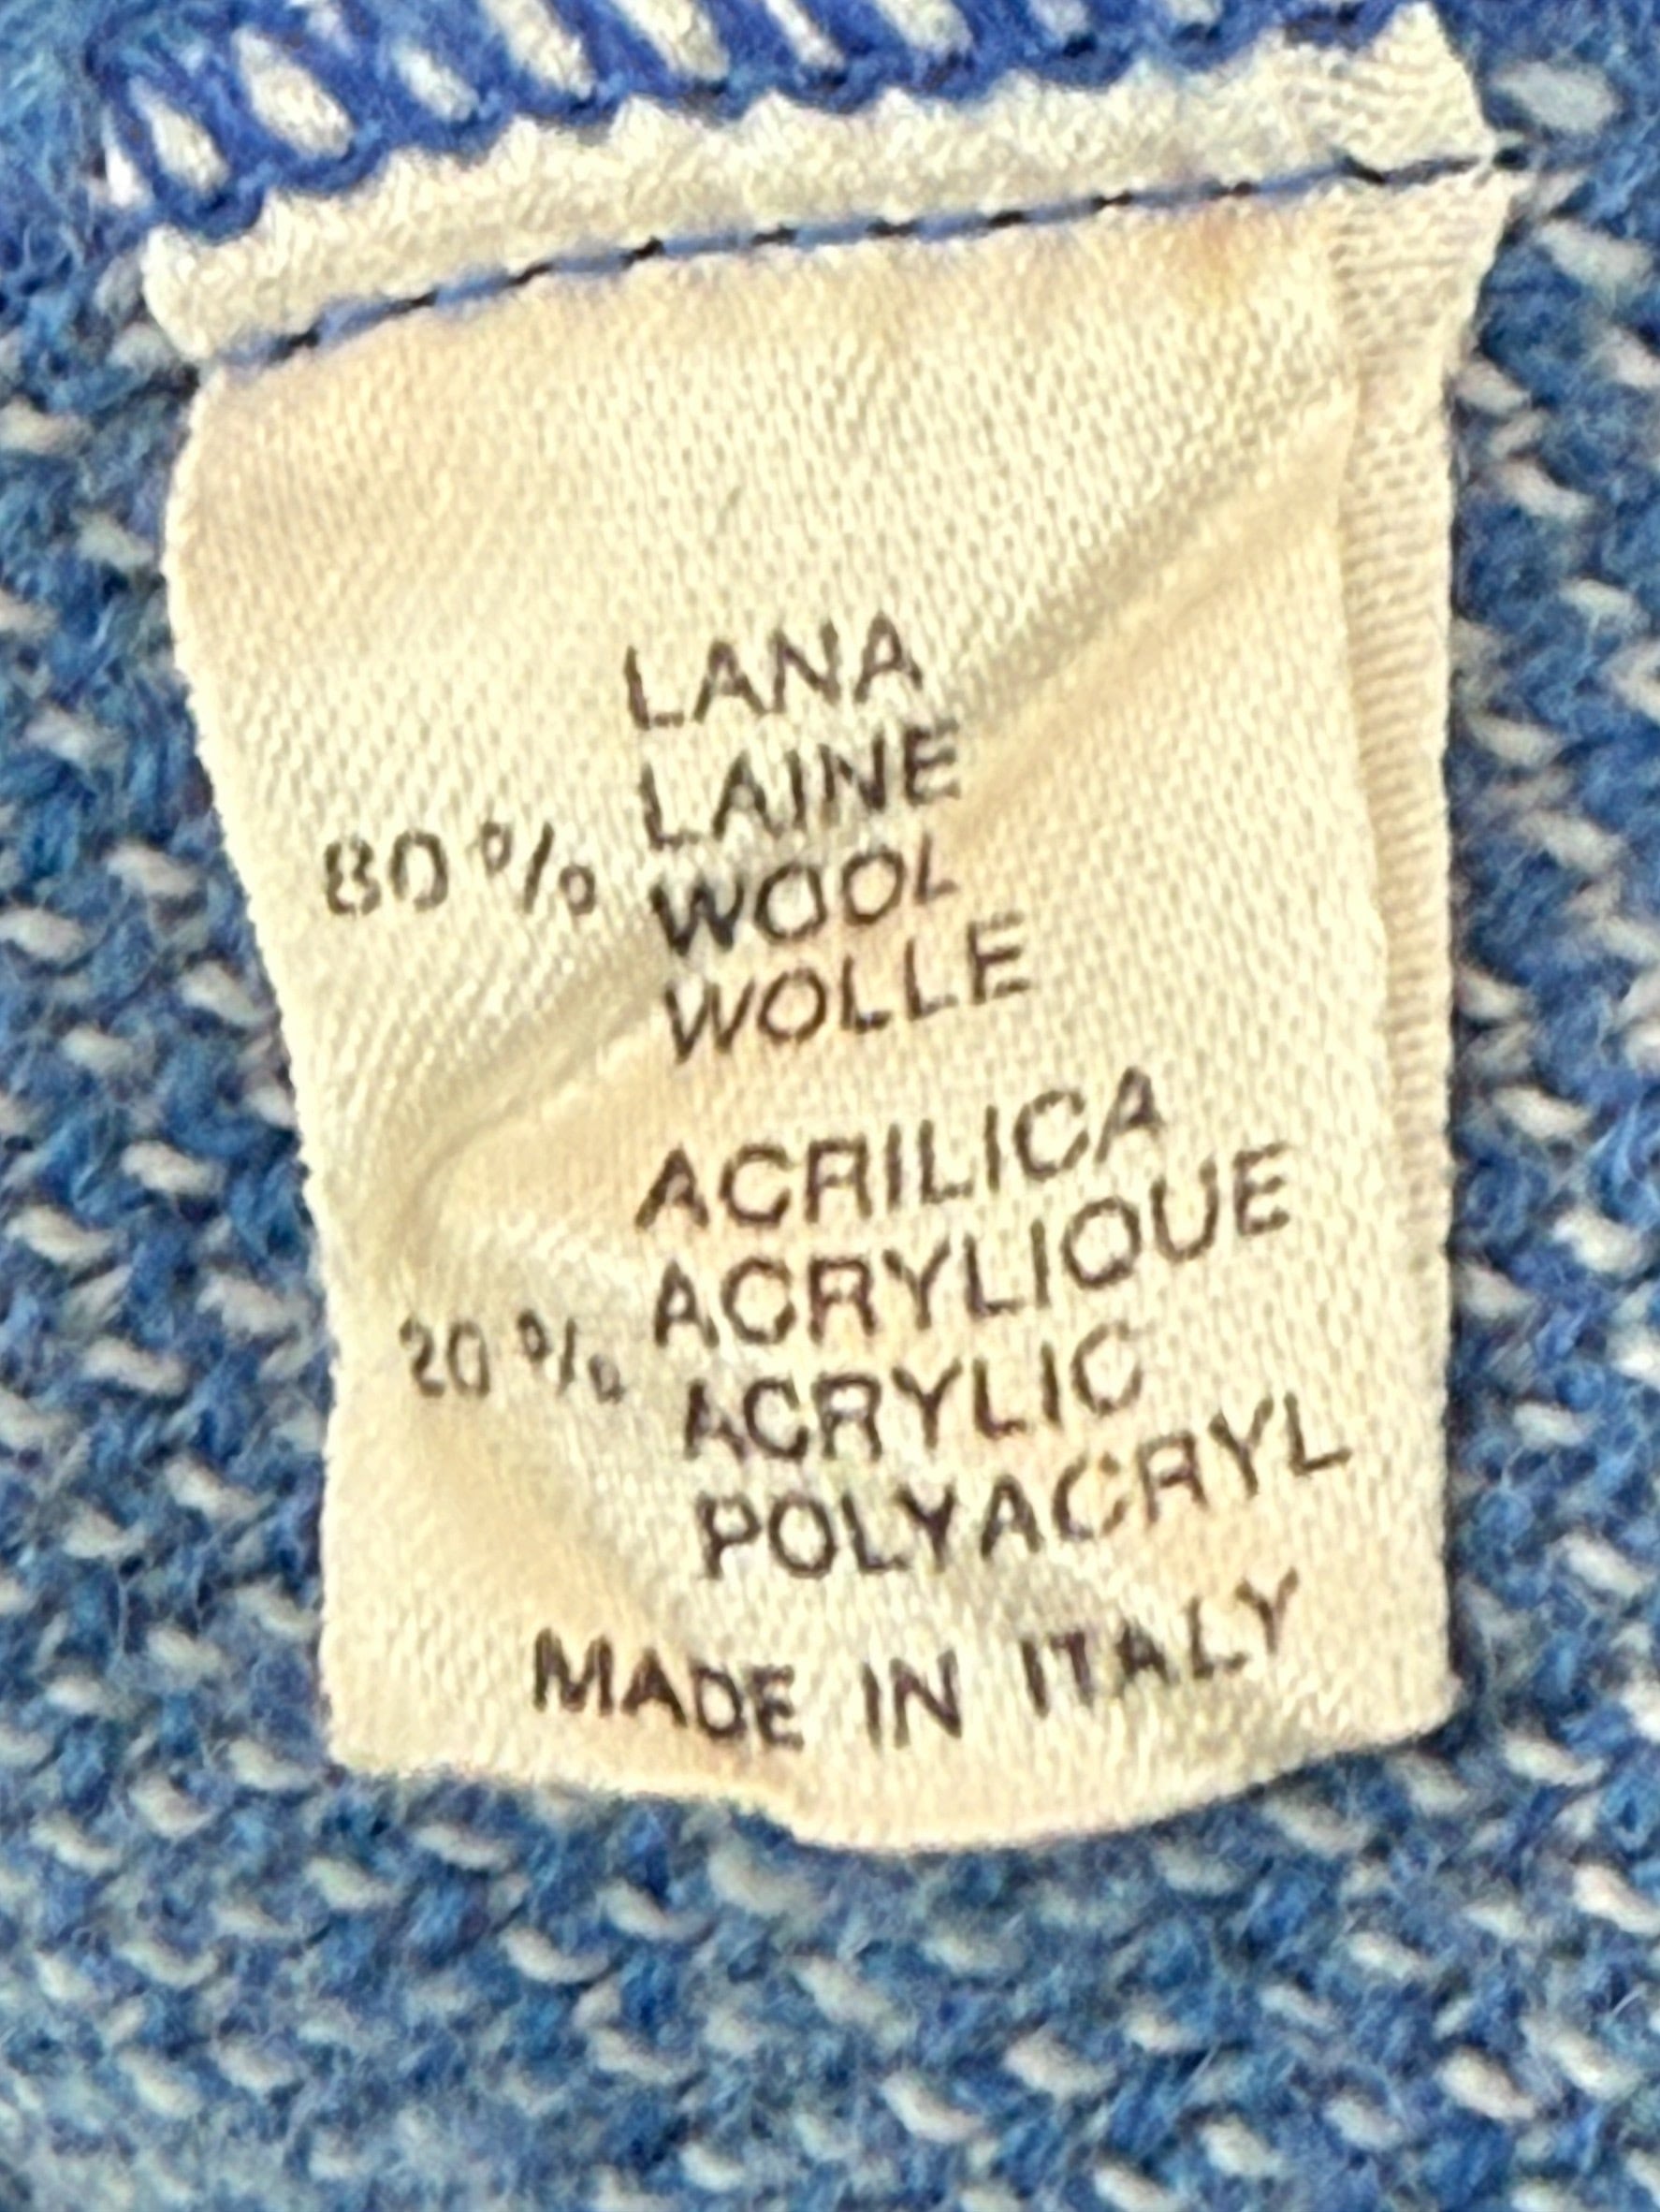 LANA
LAINE
80% WOOL
WOLLE
ACRILICA
ACRYLIQUE
20% ACRYLIC
POLYACRYL
MADE IN ITALY